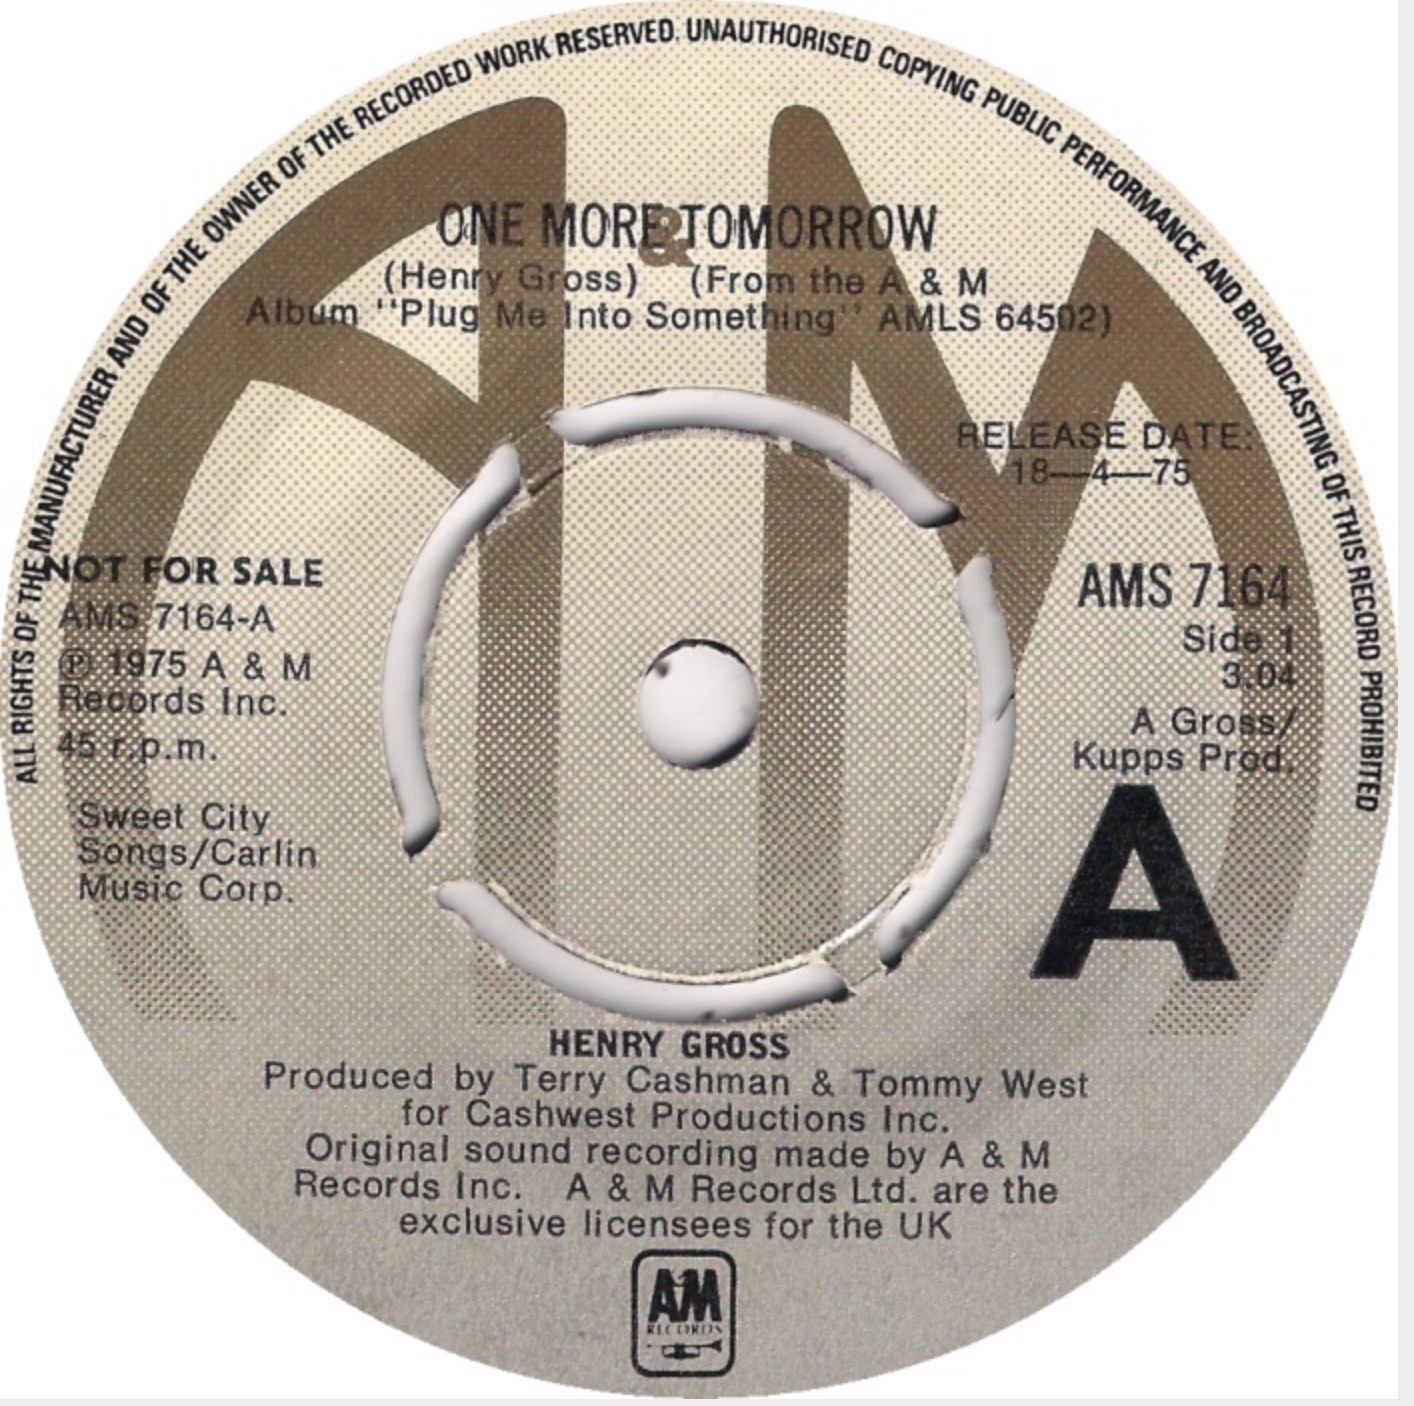 ALL RIGHTS OF THE MANUFACTURER AND OF THE OWNER OF THE RECORDED WORK RESERVED. UNAUTHORISED COPYING PUBLIC PERFORMANCE AND BROADCASTING OF THIS RECORD PROHIBITED
A&M
ONE MORE TOMORROW
(Henry Gross) (From the A & M
Album "Plug Me Into Something" AMLS 64502)
RELEASE DATE:
18—4—75
NOT FOR SALE
AMS 7164-A
℗ 1975 A & M
Records Inc.
45 r.p.m.
Sweet City
Songs/Carlin
Music Corp.
AMS 7164
Side 1
3.04
A Gross/
Kupps Prod.
A
HENRY GROSS
Produced by Terry Cashman & Tommy West
for Cashwest Productions Inc.
Original sound recording made by A & M
Records Inc. A & M Records Ltd. are the
exclusive licensees for the UK
AM
RECORDS